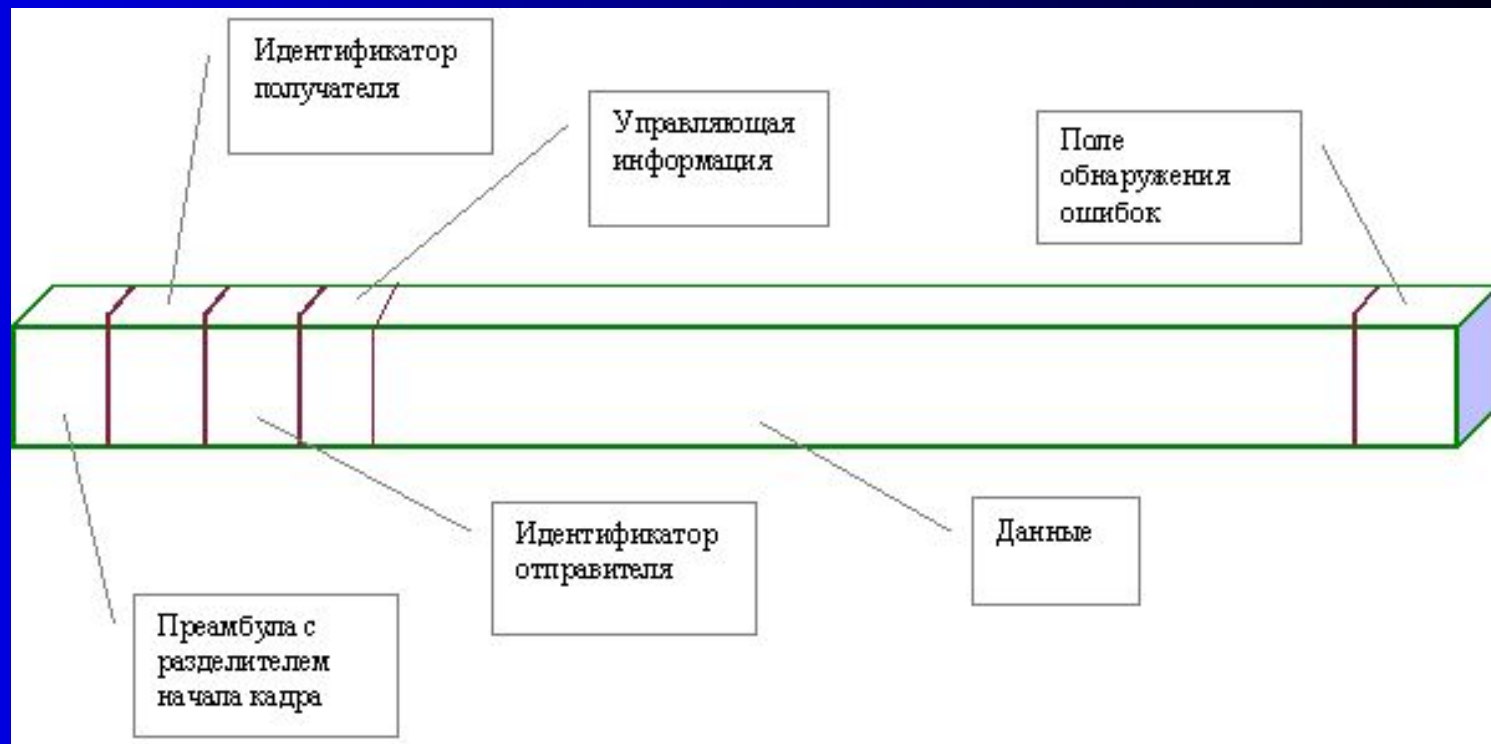 Идентификатор
получателя
Управляющая
информация
Поле
обнаружения
ошибок
Идентификатор
отправителя
Данные
Преамбула с
разделителем
начала кадра